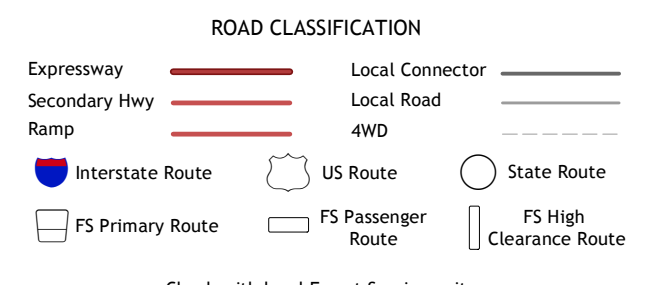 ROAD CLASSIFICATION
Expressway
Secondary Hwy
Ramp
Local Connector
Local Road
4WD
Interstate Route
US Route
State Route
FS Primary Route
FS Passenger
Route
FS High
Clearance Route